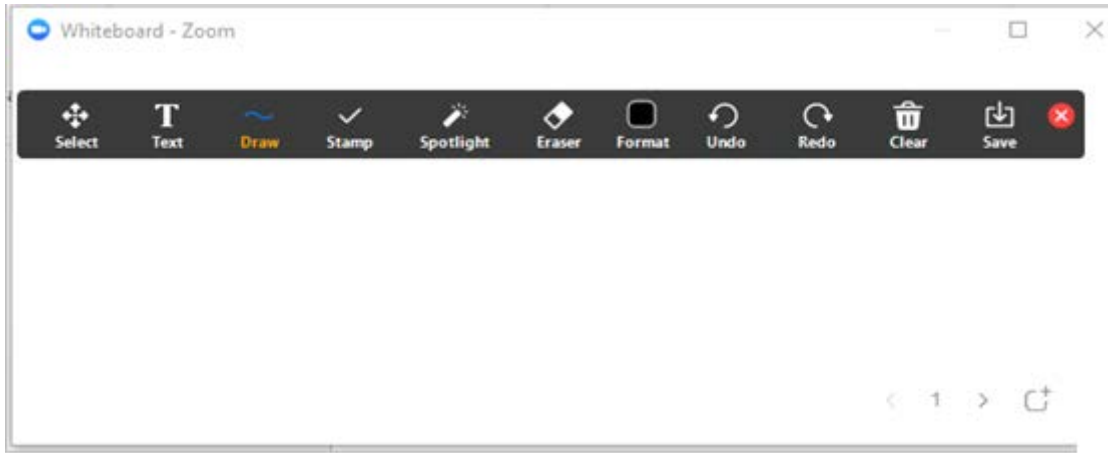 Whiteboard - Zoom
Select Text Draw Stamp Spotlight Eraser Format Undo Redo Clear Save
1